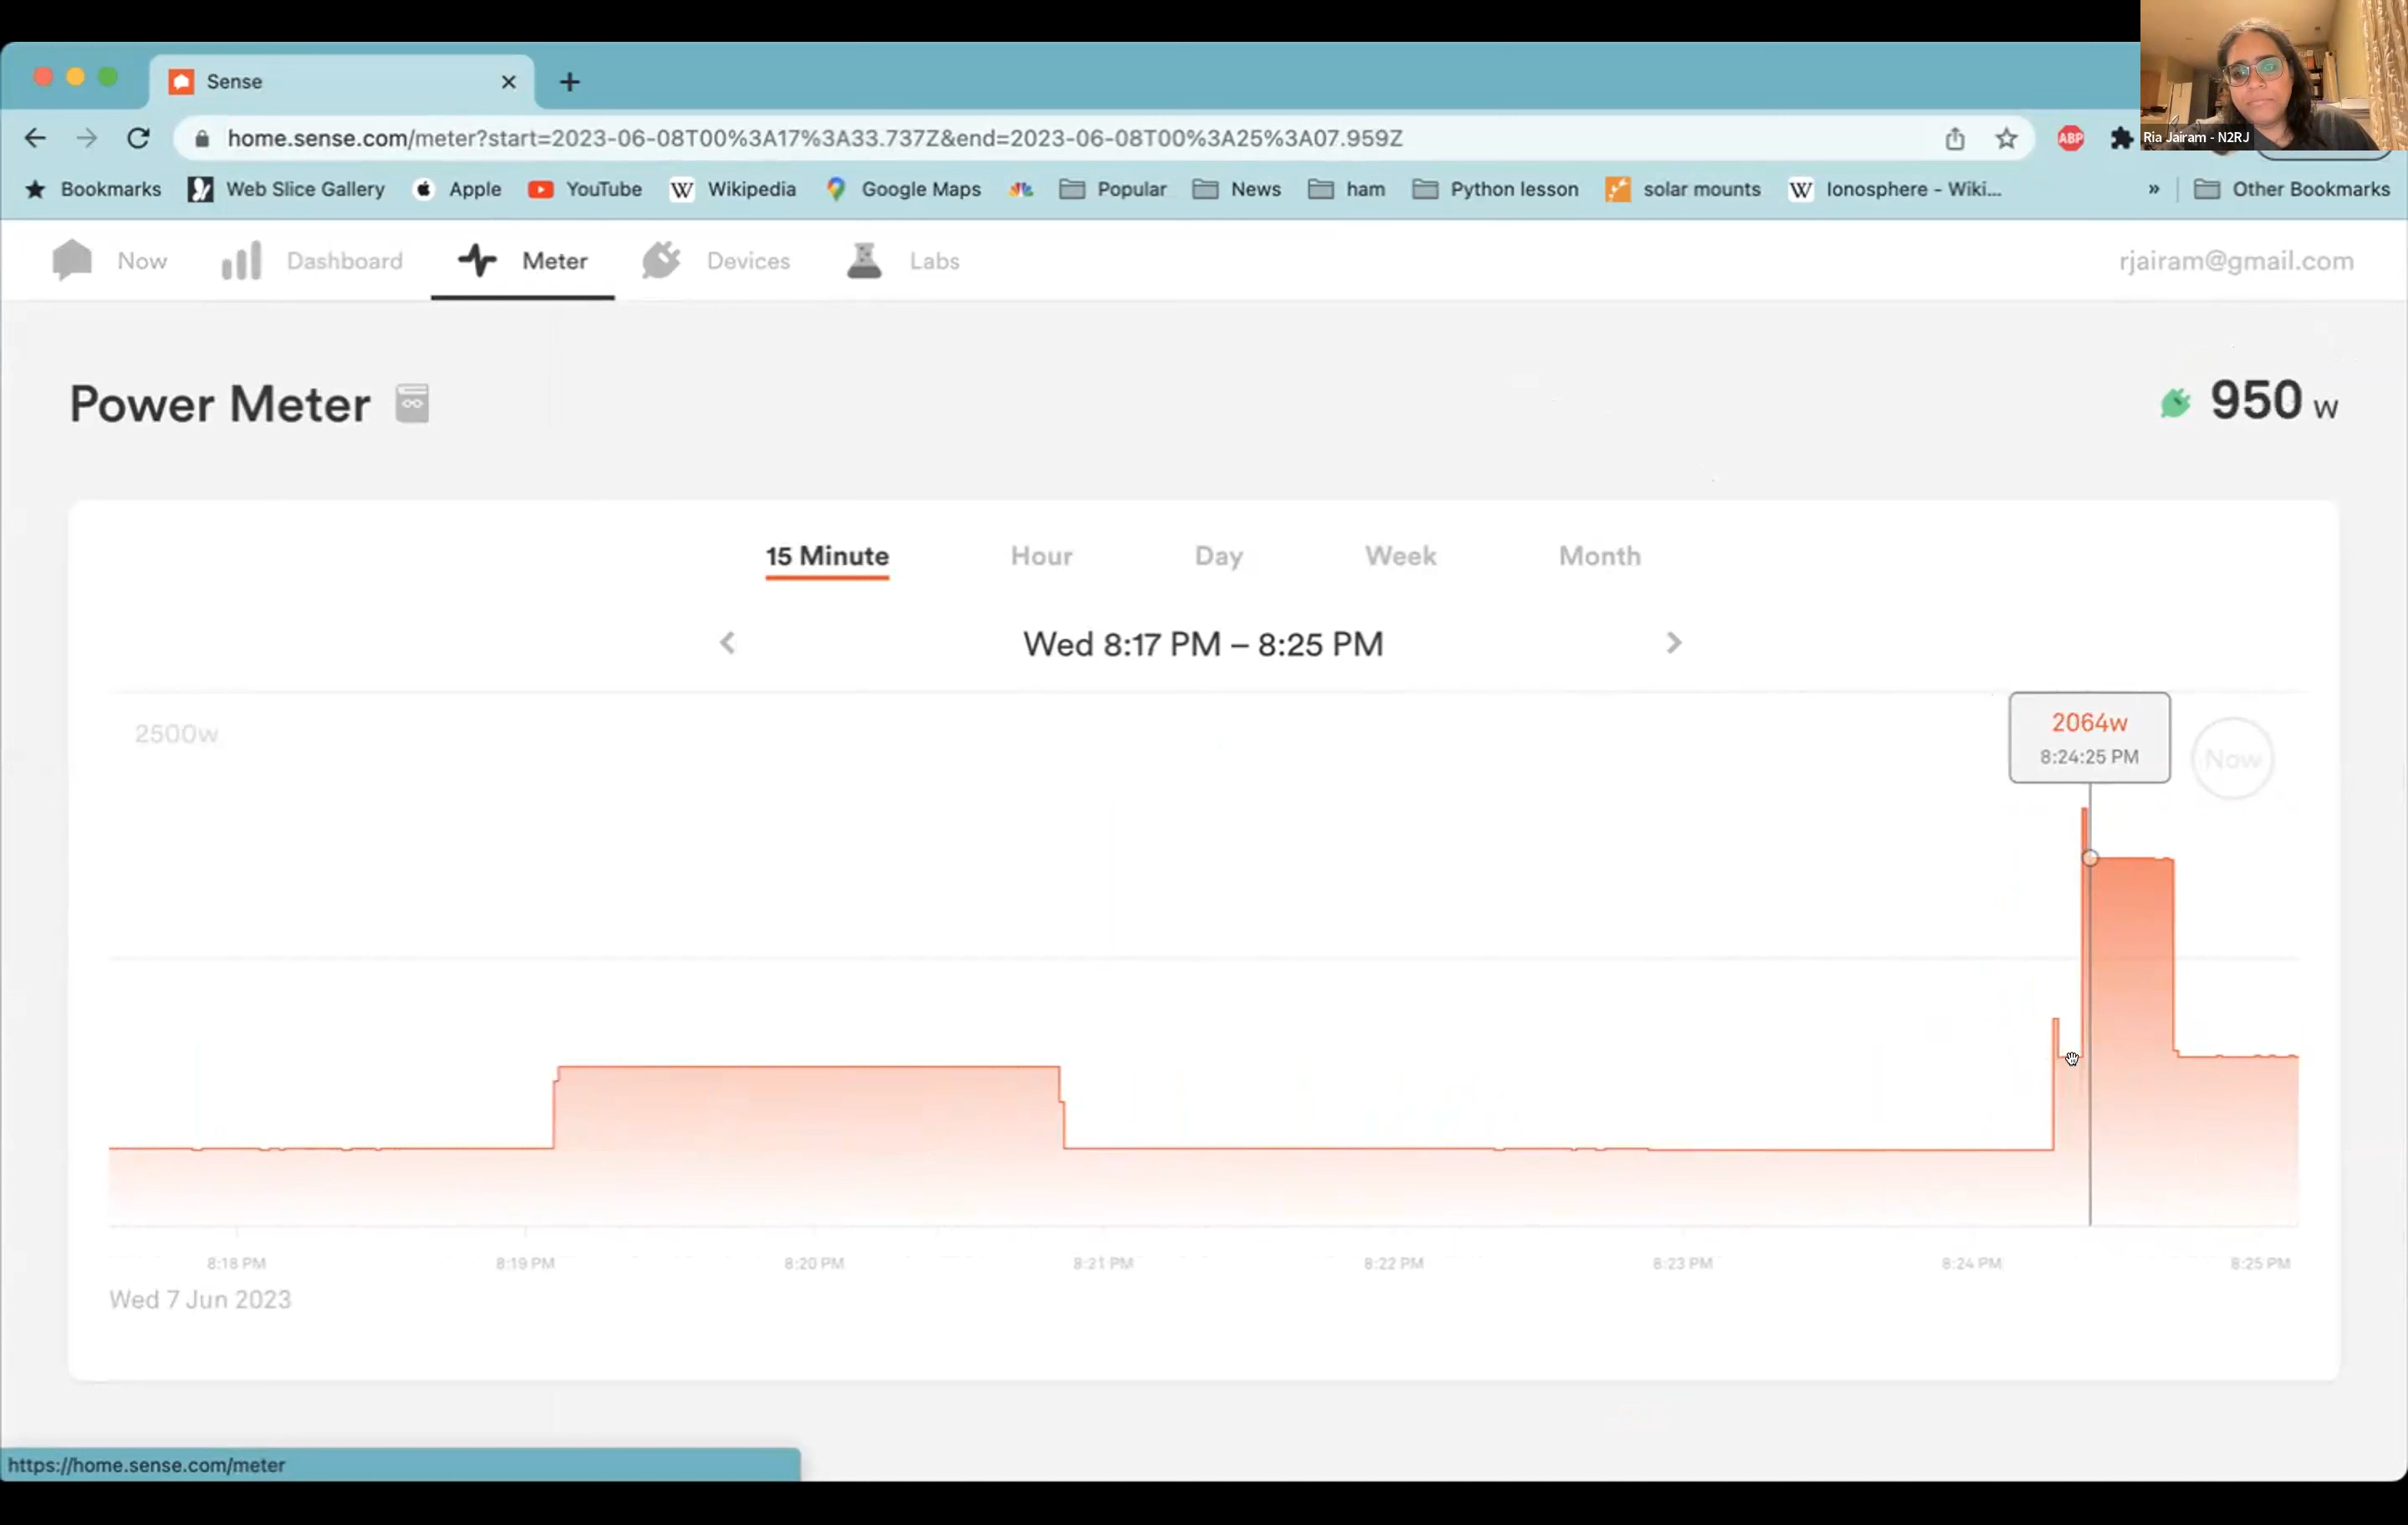 Sense
Ria Jairam - N2RJ
home.sense.com/meter?start=2023-06-08T00%3A17%3A33.737Z&end=2023-06-08T00%3A25%3A07.959Z
ABP
Bookmarks Web Slice Gallery Apple YouTube W Wikipedia Google Maps Popular News ham Python lesson solar mounts W Ionosphere - Wiki... » Other Bookmarks
Now Dashboard Meter Devices Labs rjairam@gmail.com
Power Meter 950 w
15 Minute Hour Day Week Month
Wed 8:17 PM – 8:25 PM
2500w
2064w
8:24:25 PM
Now
8:18 PM 8:19 PM 8:20 PM 8:21 PM 8:22 PM 8:23 PM 8:24 PM 8:25 PM
Wed 7 Jun 2023
https://home.sense.com/meter